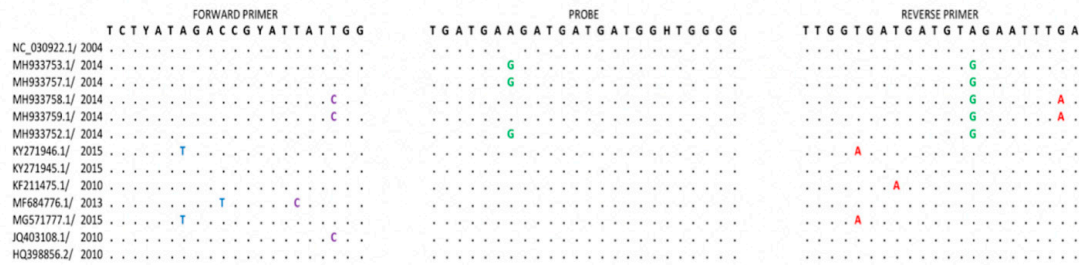 FORWARD PRIMER PROBE REVERSE PRIMER
T C T Y A T A G A C C G Y A T T A T T G G T G A T G A A G A T G A T G A T G G H T G G G G T T G G T G A T G A T G T A G A A T T T G A
NC_030922.1/ 2004 . . . . . . . . . . . . . . . . . . . . . . . . . . . . . . . . . . . . . . . . . . . . . . . . . . . . . . . . . . . . . . . . . . .
MH933753.1/ 2014 . . . . . . . . . . . . . . . . . . . . . . . . . . . G . . . . . . . . . . . . . . . . . . . . . . . . . . . . . . G . . . . . . . .
MH933757.1/ 2014 . . . . . . . . . . . . . . . . . . . . . . . . . . . G . . . . . . . . . . . . . . . . . . . . . . . . . . . . . . G . . . . . . . .
MH933758.1/ 2014 . . . . . . . . . . . . . . . . . . C . . . . . . . . . . . . . . . . . . . . . . . . . . . . . . . . . . . . . . . G . . . . . . A .
MH933759.1/ 2014 . . . . . . . . . . . . . . . . . . C . . . . . . . . . . . . . . . . . . . . . . . . . . . . . . . . . . . . . . . G . . . . . . A .
MH933752.1/ 2014 . . . . . . . . . . . . . . . . . . . . . . . . . . . G . . . . . . . . . . . . . . . . . . . . . . . . . . . . . . G . . . . . . . .
KY271946.1/ 2015 . . . . . . T . . . . . . . . . . . . . . . . . . . . . . . . . . . . . . . . . . . . . . . . . . A . . . . . . . . . . . . . . . . .
KY271945.1/ 2015 . . . . . . . . . . . . . . . . . . . . . . . . . . . . . . . . . . . . . . . . . . . . . . . . . . . . . . . . . . . . . . . . . . .
KF211475.1/ 2010 . . . . . . . . . . . . . . . . . . . . . . . . . . . . . . . . . . . . . . . . . . . . . . . . . . . . A . . . . . . . . . . . . . .
MF684776.1/ 2013 . . . . . . . . . T . . . . . C . . . . . . . . . . . . . . . . . . . . . . . . . . . . . . . . . . . . . . . . . . . . . . . . . . .
MG571777.1/ 2015 . . . . . . T . . . . . . . . . . . . . . . . . . . . . . . . . . . . . . . . . . . . . . . . . . A . . . . . . . . . . . . . . . . .
JQ403108.1/ 2010 . . . . . . . . . . . . . . . . . . C . . . . . . . . . . . . . . . . . . . . . . . . . . . . . . . . . . . . . . . . . . . . . . . .
HQ398856.2/ 2010 . . . . . . . . . . . . . . . . . . . . . . . . . . . . . . . . . . . . . . . . . . . . . . . . . . . . . . . . . . . . . . . . . . .